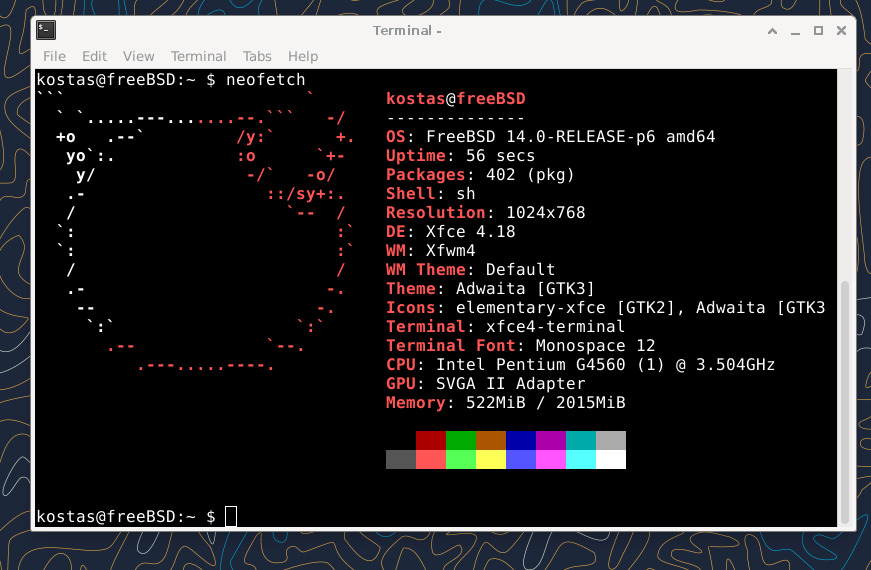 Terminal -
File Edit View Terminal Tabs Help
kostas@freeBSD:~ $ neofetch
```                        `
  ` `.....---.......--.```   -/
  +o   .--`         /y:`      +.
   yo`:.            :o      `+-
    y/               -/`   -o/
   .-                  ::/sy+:.
   /                     `--  /
  `:                          :`
  `:                          :`
   /                          /
   .-                        -.
    --                      -.
     `:`                  `:`
       .--             `--.
          .---.....----.
kostas@freeBSD
--------------
OS: FreeBSD 14.0-RELEASE-p6 amd64
Uptime: 56 secs
Packages: 402 (pkg)
Shell: sh
Resolution: 1024x768
DE: Xfce 4.18
WM: Xfwm4
WM Theme: Default
Theme: Adwaita [GTK3]
Icons: elementary-xfce [GTK2], Adwaita [GTK3
Terminal: xfce4-terminal
Terminal Font: Monospace 12
CPU: Intel Pentium G4560 (1) @ 3.504GHz
GPU: SVGA II Adapter
Memory: 522MiB / 2015MiB
kostas@freeBSD:~ $